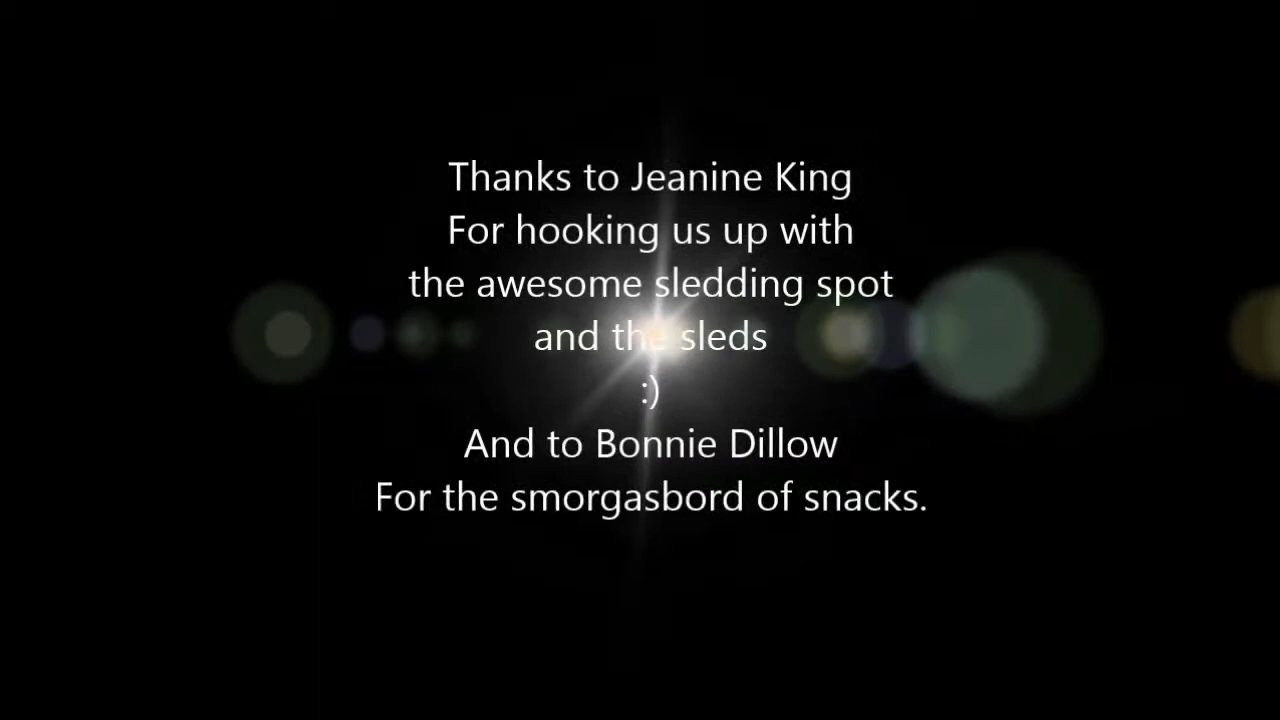 Thanks to Jeanine King
For hooking us up with
the awesome sledding spot
and the sleds
:)
And to Bonnie Dillow
For the smorgasbord of snacks.